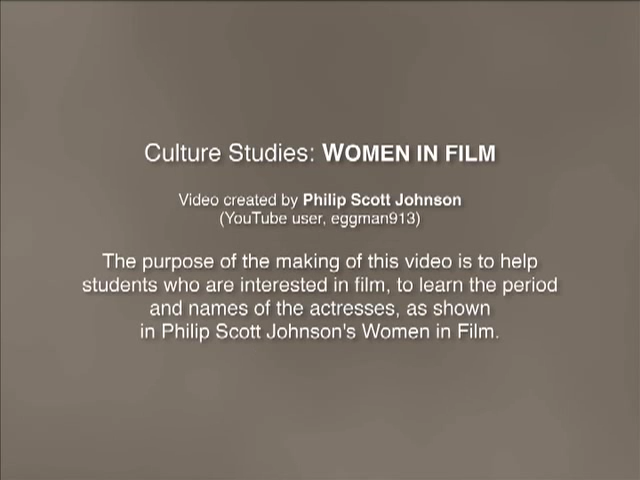 Culture Studies: WOMEN IN FILM
Video created by Philip Scott Johnson
(YouTube user, eggman913)
The purpose of the making of this video is to help
students who are interested in film, to learn the period
and names of the actresses, as shown
in Philip Scott Johnson's Women in Film.